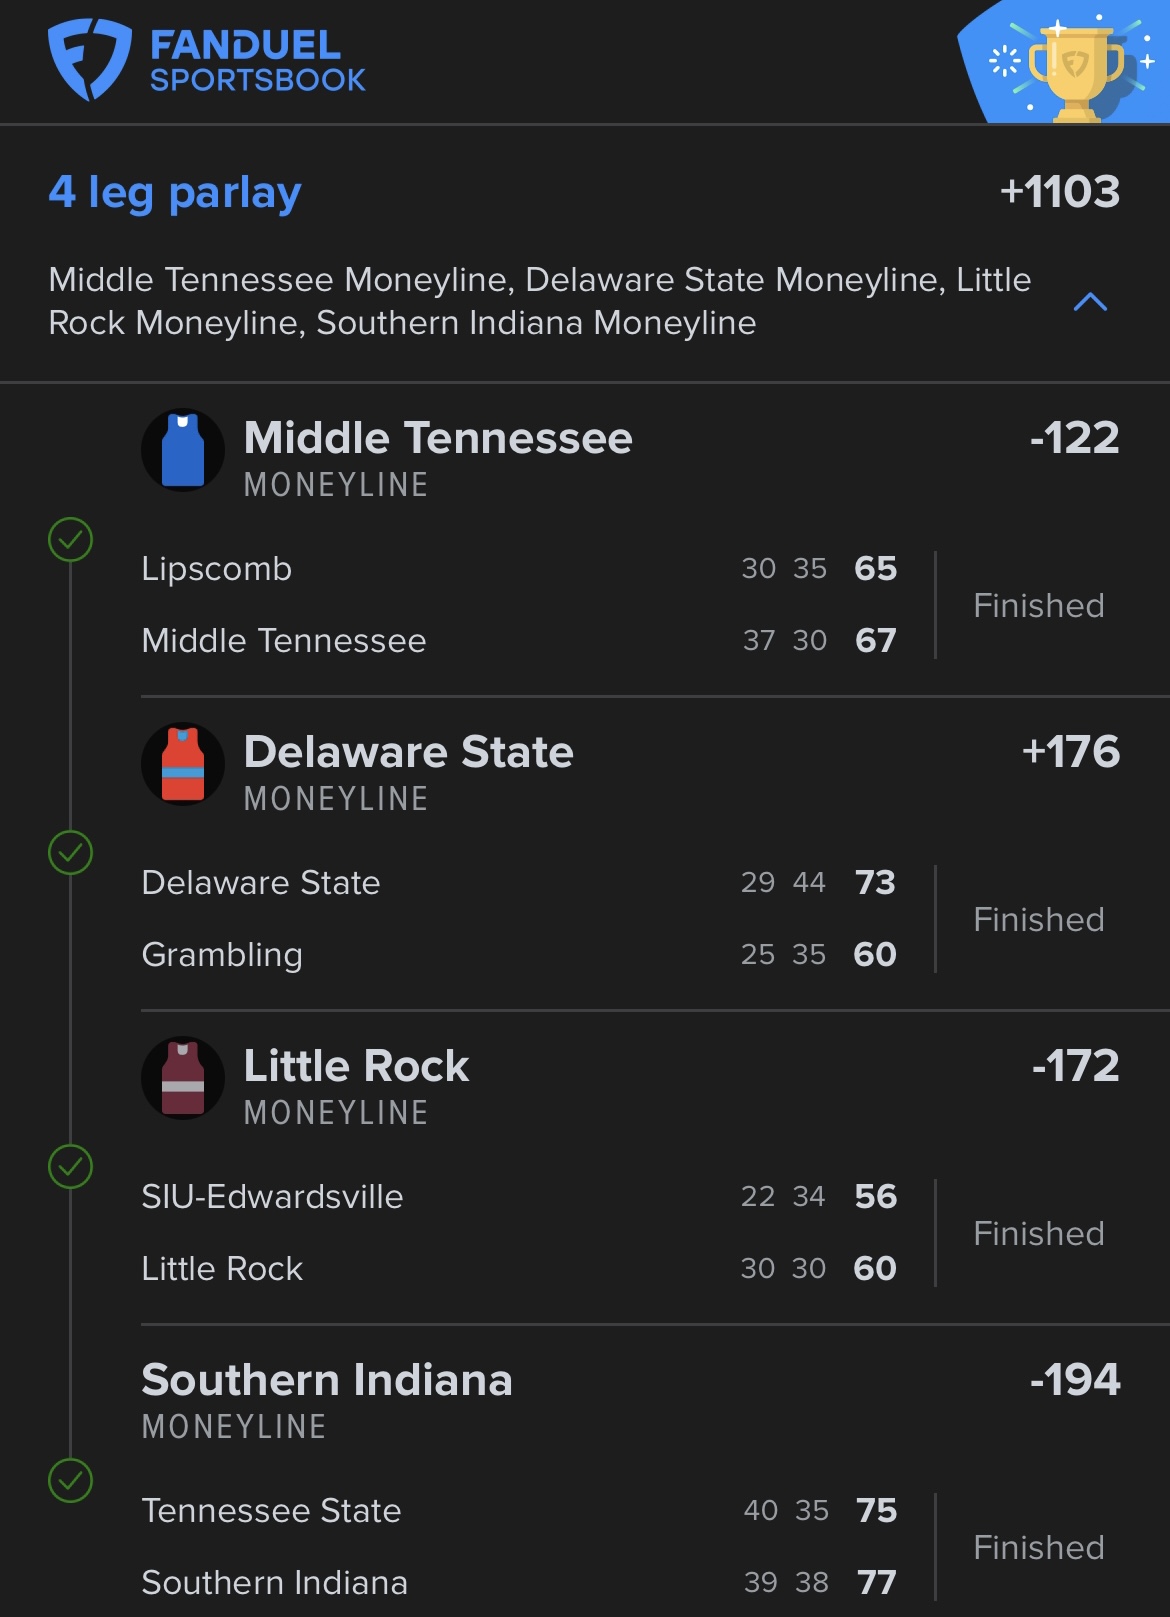 FANDUEL
SPORTSBOOK
4 leg parlay +1103
Middle Tennessee Moneyline, Delaware State Moneyline, Little
Rock Moneyline, Southern Indiana Moneyline
Middle Tennessee -122
MONEYLINE
Lipscomb 30 35 65
Finished
Middle Tennessee 37 30 67
Delaware State +176
MONEYLINE
Delaware State 29 44 73
Finished
Grambling 25 35 60
Little Rock -172
MONEYLINE
SIU-Edwardsville 22 34 56
Finished
Little Rock 30 30 60
Southern Indiana -194
MONEYLINE
Tennessee State 40 35 75
Finished
Southern Indiana 39 38 77